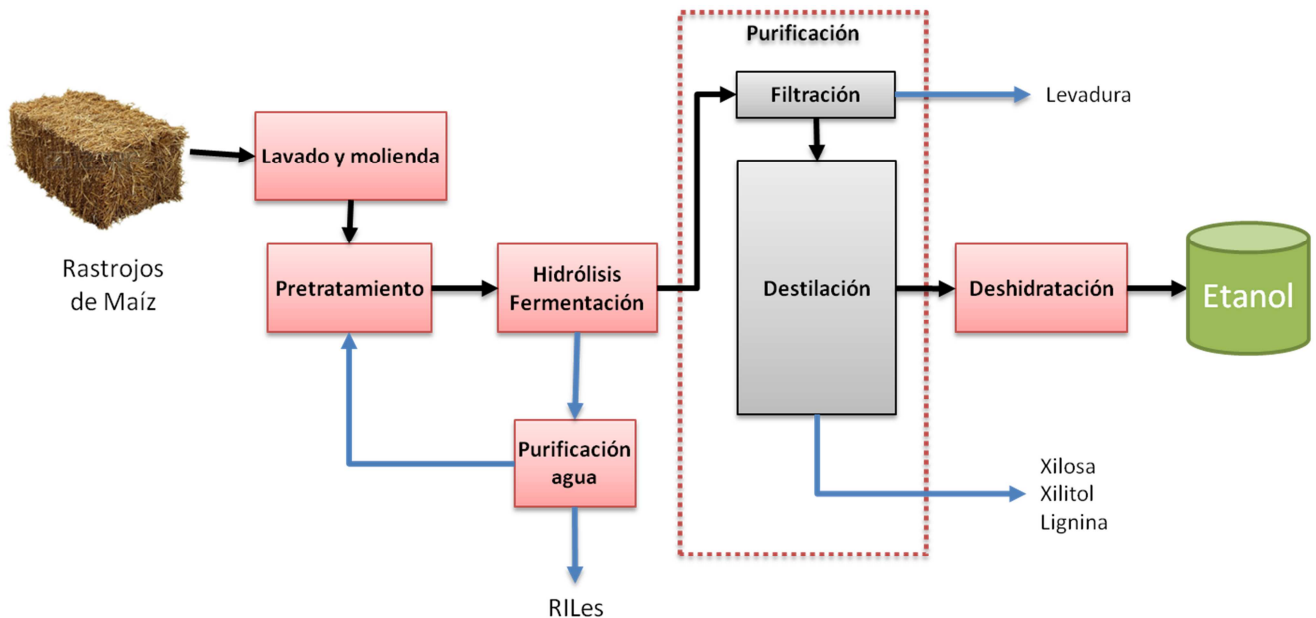 Purificación
Filtración
Levadura
Lavado y molienda
Rastrojos
de Maíz
Pretratamiento
Hidrólisis
Fermentación
Destilación
Deshidratación
Etanol
Purificación
agua
Xilosa
Xilitol
Lignina
RILes